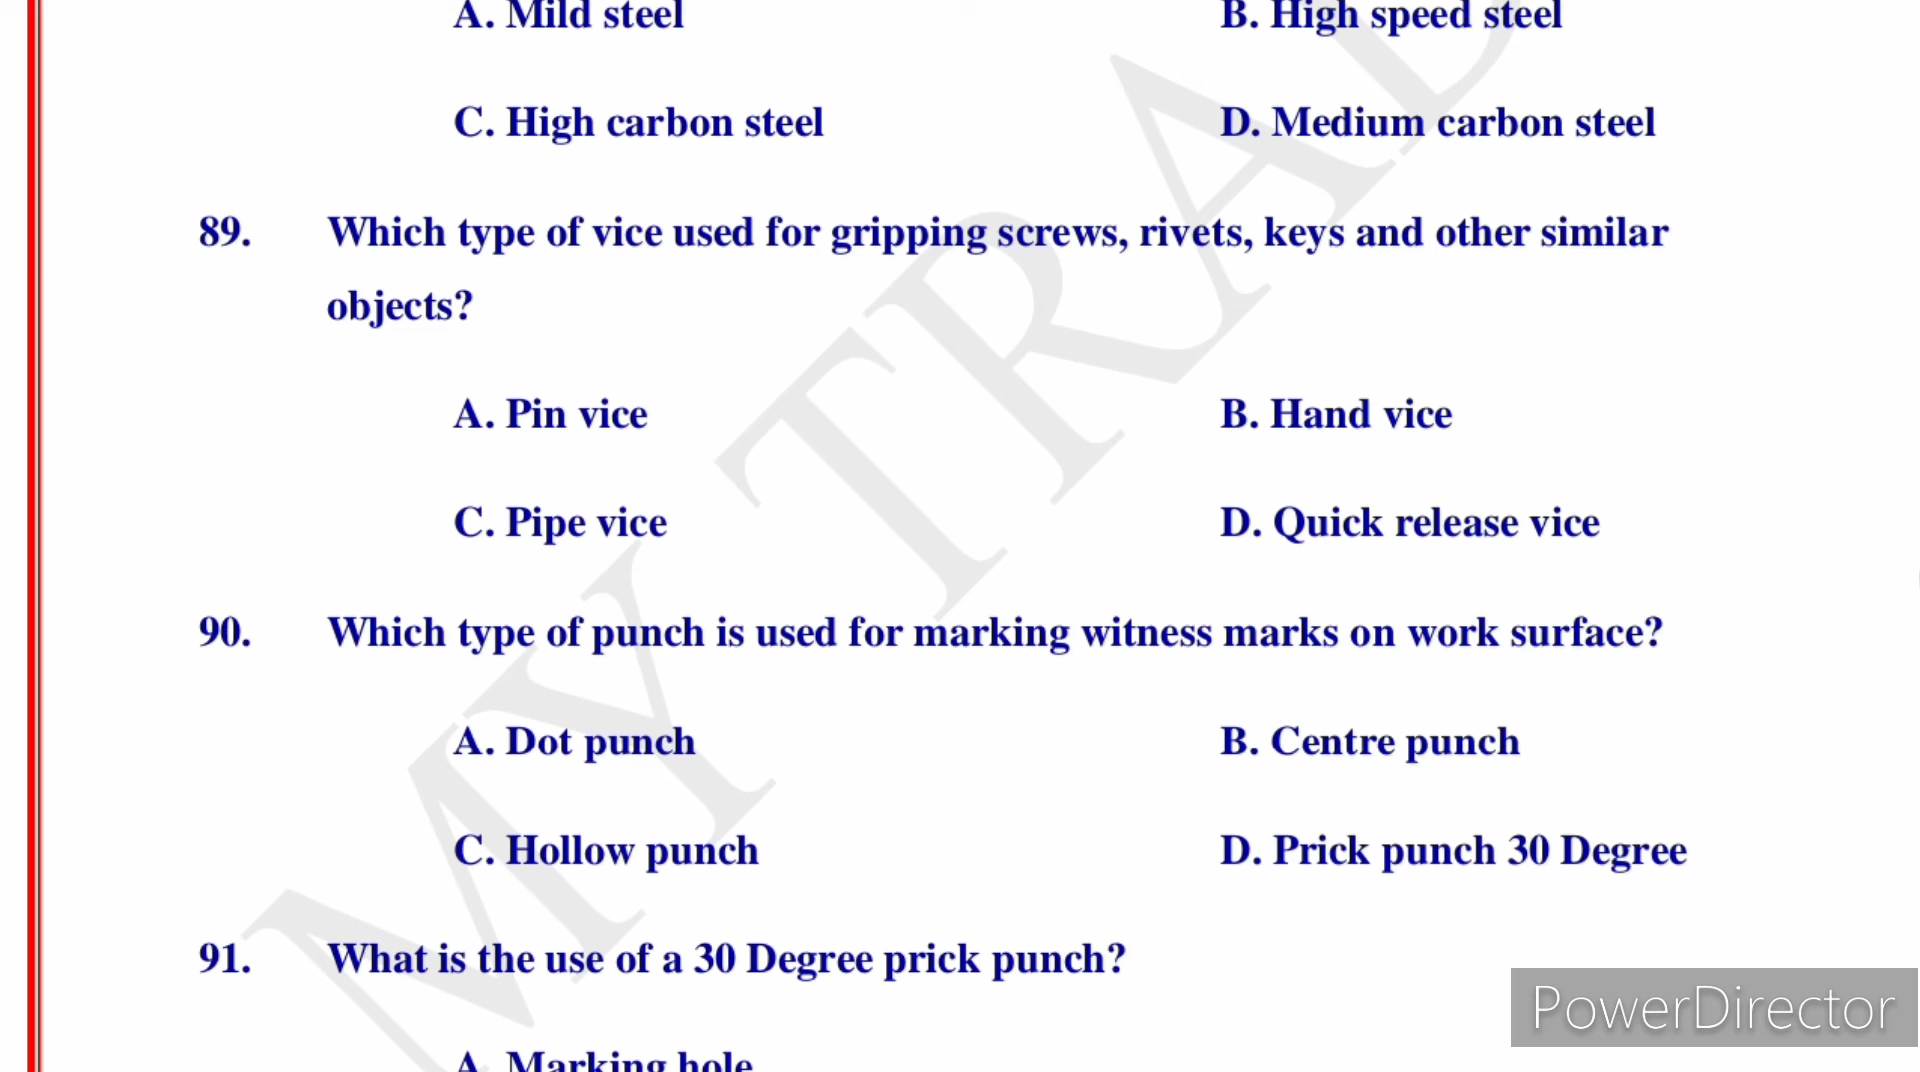 A. Mild steel B. High speed steel
C. High carbon steel D. Medium carbon steel
89. Which type of vice used for gripping screws, rivets, keys and other similar
objects?
A. Pin vice B. Hand vice
C. Pipe vice D. Quick release vice
90. Which type of punch is used for marking witness marks on work surface?
A. Dot punch B. Centre punch
C. Hollow punch D. Prick punch 30 Degree
91. What is the use of a 30 Degree prick punch?
A. Marking hole
MY TRAD
PowerDirector